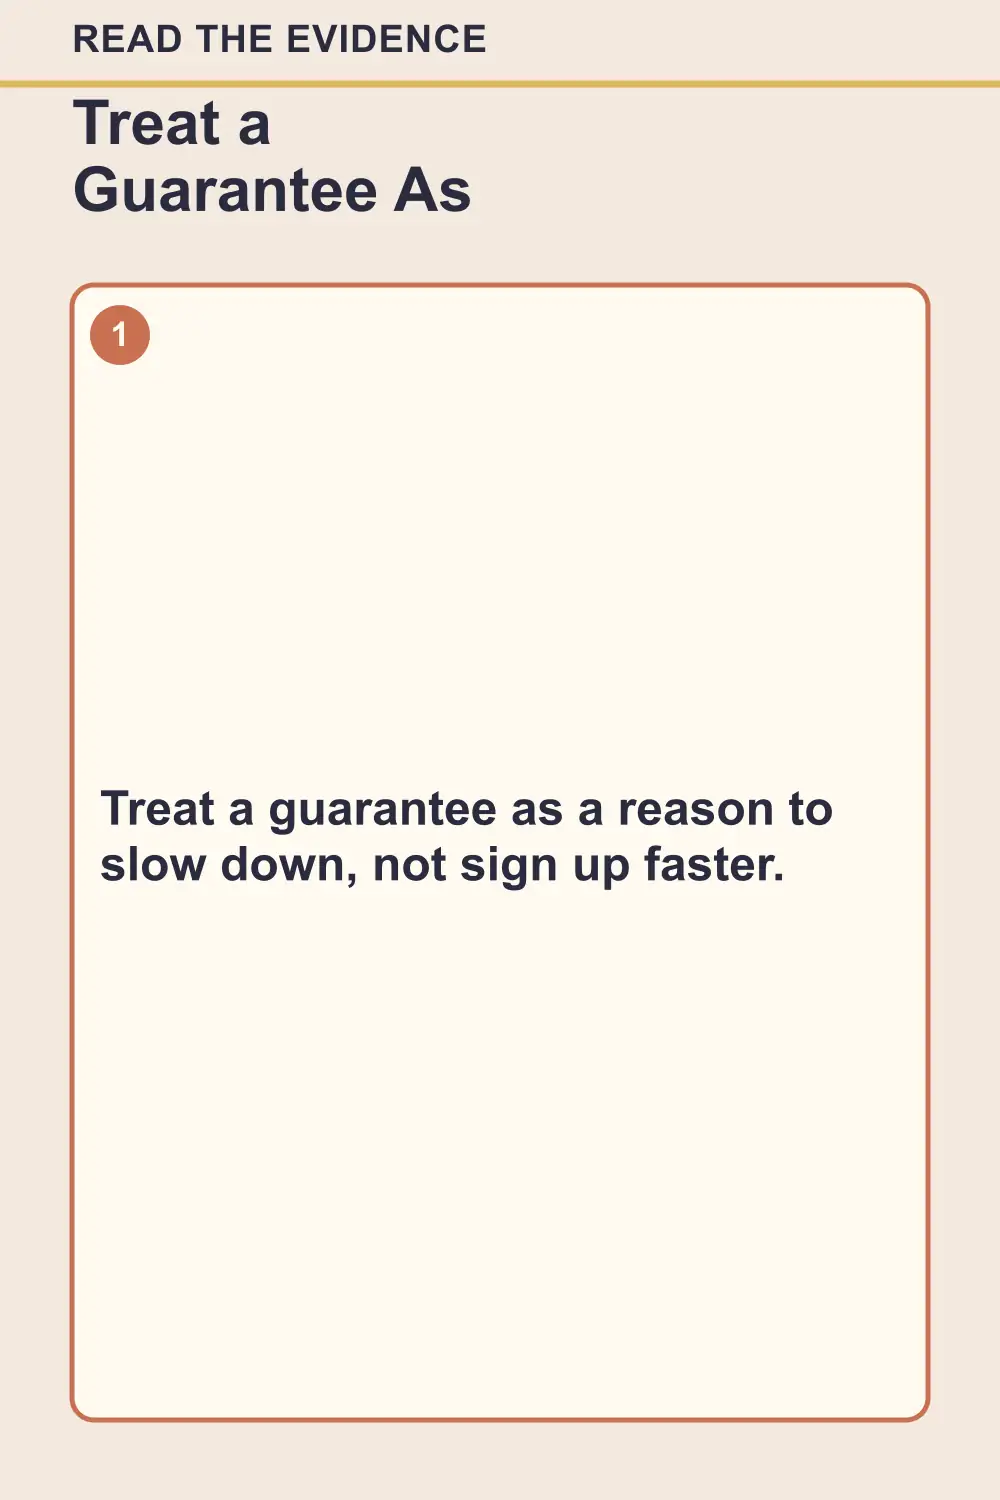 READ THE EVIDENCE
Treat a
Guarantee As
1
Treat a guarantee as a reason to
slow down, not sign up faster.